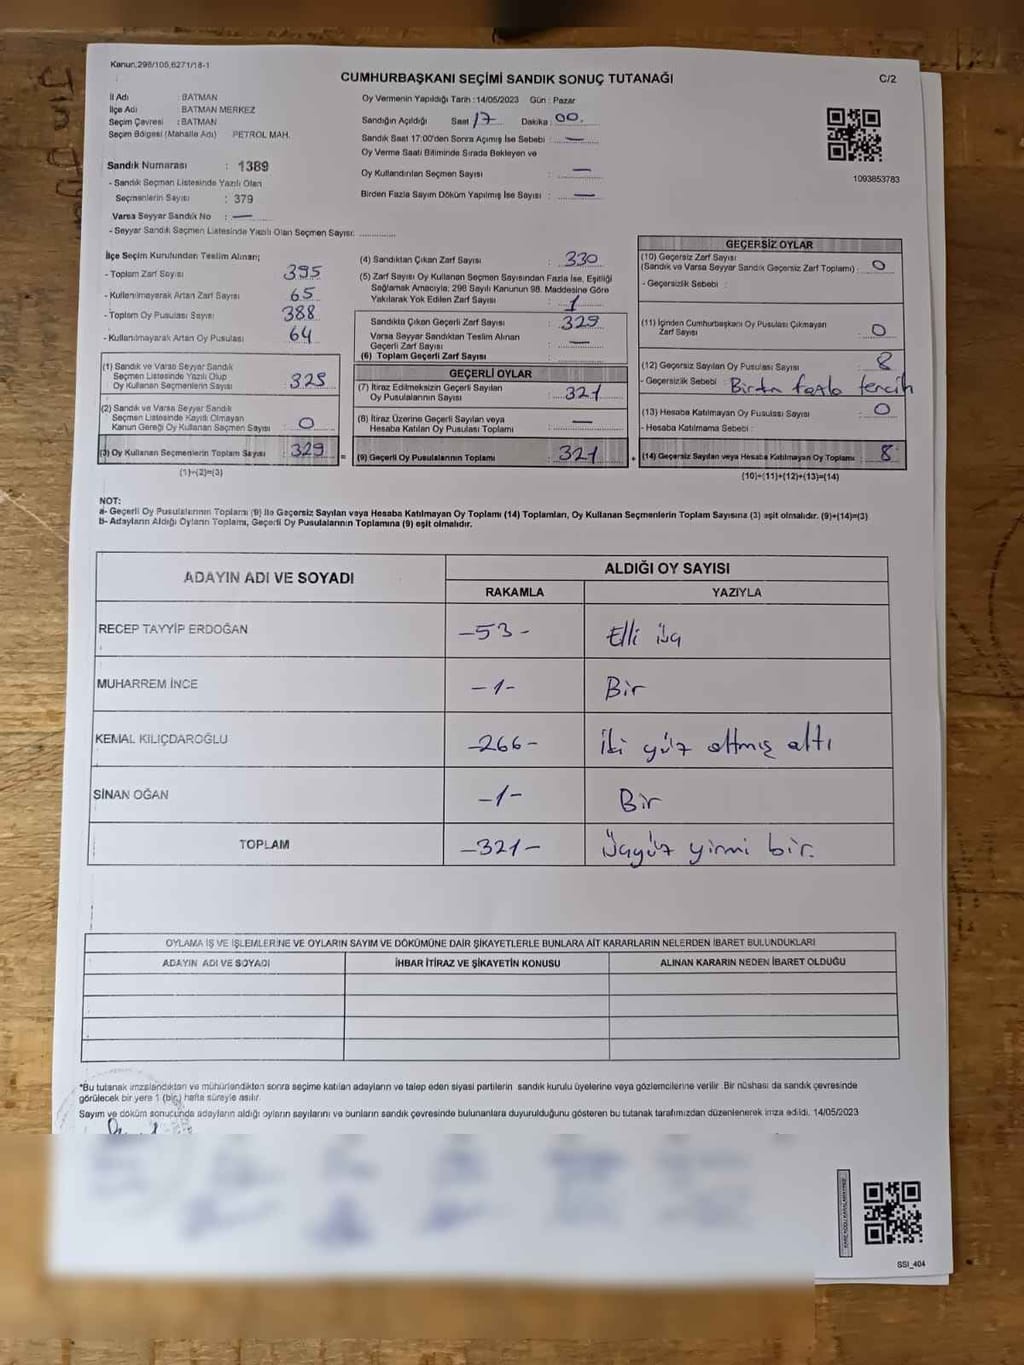 Kanun.298/105,6271/18-1
CUMHURBAŞKANI SEÇİMİ SANDIK SONUÇ TUTANAĞI
C/2
İl Adı : BATMAN
İlçe Adı : BATMAN MERKEZ
Seçim Çevresi : BATMAN
Seçim Bölgesi (Mahalle Adı) PETROL MAH.
Sandık Numarası : 1389
- Sandık Seçmen Listesinde Yazılı Olan
Seçmenlerin Sayısı : 379
Varsa Seyyar Sandık No : —
- Seyyar Sandık Seçmen Listesinde Yazılı Olan Seçmen Sayısı: ..............
Oy Vermenin Yapıldığı Tarih : 14/05/2023 Gün : Pazar
Sandığın Açıldığı Saat 17 Dakika : 00.
Sandık Saat 17:00'den Sonra Açımış İse Sebebi : —
Oy Verme Saati Bitiminde Sırada Bekleyen ve
Oy Kullandırılan Seçmen Sayısı : —
Birden Fazla Sayım Döküm Yapılmış İse Sayısı : —
1093853783
İlçe Seçim Kurulundan Teslim Alınan;
- Toplam Zarf Sayısı : 395
- Kullanılmayarak Artan Zarf Sayısı : 65
- Toplam Oy Pusulası Sayısı : 388
- Kullanılmayarak Artan Oy Pusulası : 64
(1) Sandık ve Varsa Seyyar Sandık
Seçmen Listesinde Yazılı Olup
Oy Kullanan Seçmenlerin Sayısı : 329
(2) Sandık ve Varsa Seyyar Sandık
Seçmen Listesinde Kayıtlı Olmayan
Kanun Gereği Oy Kullanan Seçmen Sayısı : 0
(3) Oy Kullanan Seçmenlerin Toplam Sayısı : 329 =
(1)+(2)=(3)
(4) Sandıktan Çıkan Zarf Sayısı : 330
(5) Zarf Sayısı Oy Kullanan Seçmen Sayısından Fazla İse, Eşitliği
Sağlamak Amacıyla; 298 Sayılı Kanunun 98. Maddesine Göre
Yakılarak Yok Edilen Zarf Sayısı : 1
Sandıkta Çıkan Geçerli Zarf Sayısı : 329
Varsa Seyyar Sandıktan Teslim Alınan
Geçerli Zarf Sayısı : —
(6) Toplam Geçerli Zarf Sayısı :
GEÇERLİ OYLAR
(7) İtiraz Edilmeksizin Geçerli Sayılan
Oy Pusulalarının Sayısı : 321
(8) İtiraz Üzerine Geçerli Sayılan veya
Hesaba Katılan Oy Pusulası Toplamı : —
(9) Geçerli Oy Pusulalarının Toplamı : 321 +
GEÇERSİZ OYLAR
(10) Geçersiz Zarf Sayısı
(Sandık ve Varsa Seyyar Sandık Geçersiz Zarf Toplamı) : 0
- Geçersizlik Sebebi :
(11) İçinden Cumhurbaşkanı Oy Pusulası Çıkmayan
Zarf Sayısı : 0
(12) Geçersiz Sayılan Oy Pusulası Sayısı : 8
- Geçersizlik Sebebi : Birden fazla tercih
(13) Hesaba Katılmayan Oy Pusulası Sayısı : 0
- Hesaba Katılmama Sebebi :
(14) Geçersiz Sayılan veya Hesaba Katılmayan Oy Toplamı : 8
(10)+(11)+(12)+(13)=(14)
NOT:
a- Geçerli Oy Pusulalarının Toplamı (9) ile Geçersiz Sayılan veya Hesaba Katılmayan Oy Toplamı (14) Toplamları, Oy Kullanan Seçmenlerin Toplam Sayısına (3) eşit olmalıdır. (9)+(14)=(3)
b- Adayların Aldığı Oyların Toplamı, Geçerli Oy Pusulalarının Toplamına (9) eşit olmalıdır.
ADAYIN ADI VE SOYADI
ALDIĞI OY SAYISI
RAKAMLA YAZIYLA
RECEP TAYYİP ERDOĞAN -53- Elli üç
MUHARREM İNCE -1- Bir
KEMAL KILIÇDAROĞLU -266- İki yüz altmış altı
SİNAN OĞAN -1- Bir
TOPLAM -321- Üçyüz yirmi bir.
OYLAMA İŞ VE İŞLEMLERİNE VE OYLARIN SAYIM VE DÖKÜMÜNE DAİR ŞİKAYETLERLE BUNLARA AİT KARARLARIN NELERDEN İBARET BULUNDUKLARI
ADAYIN ADI VE SOYADI İHBAR İTİRAZ VE ŞİKAYETİN KONUSU ALINAN KARARIN NEDEN İBARET OLDUĞU
*Bu tutanak imzalandıktan ve mühürlendikten sonra seçime katılan adayların ve talep eden siyasi partilerin sandık kurulu üyelerine veya gözlemcilerine verilir. Bir nüshası da sandık çevresinde
görülecek bir yere 1 (bir) hafta süreyle asılır.
Sayım ve döküm sonucunda adayların aldığı oyların sayılarını ve bunların sandık çevresinde bulunanlara duyurulduğunu gösteren bu tutanak tarafımızdan düzenlenerek imza edildi. 14/05/2023
SSI_404